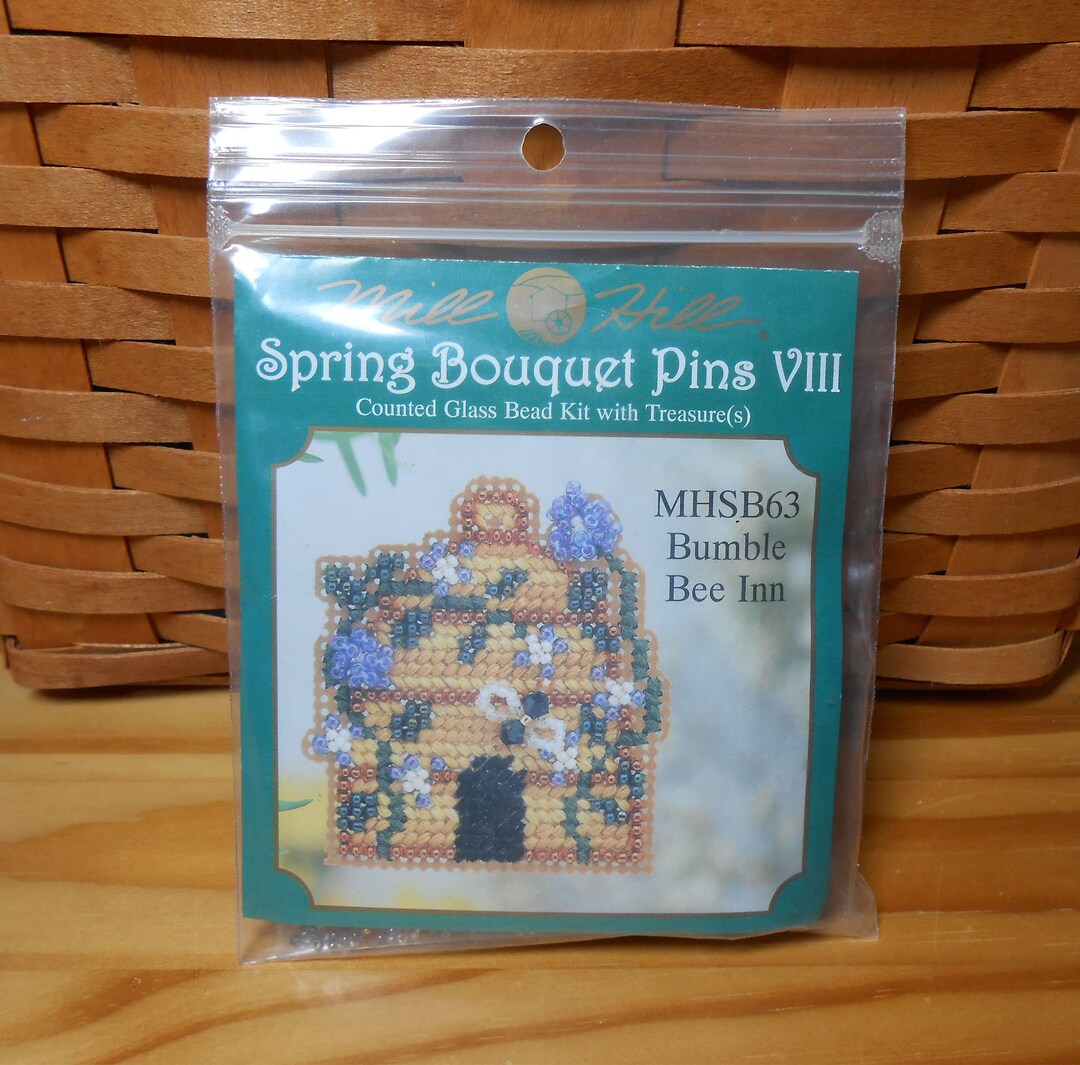 Mill Hill®
Spring Bouquet Pins VIII
Counted Glass Bead Kit with Treasure(s)
MHSB63
Bumble
Bee Inn